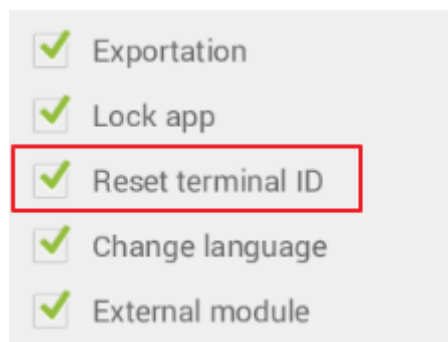 Exportation
Lock app
Reset terminal ID
Change language
External module